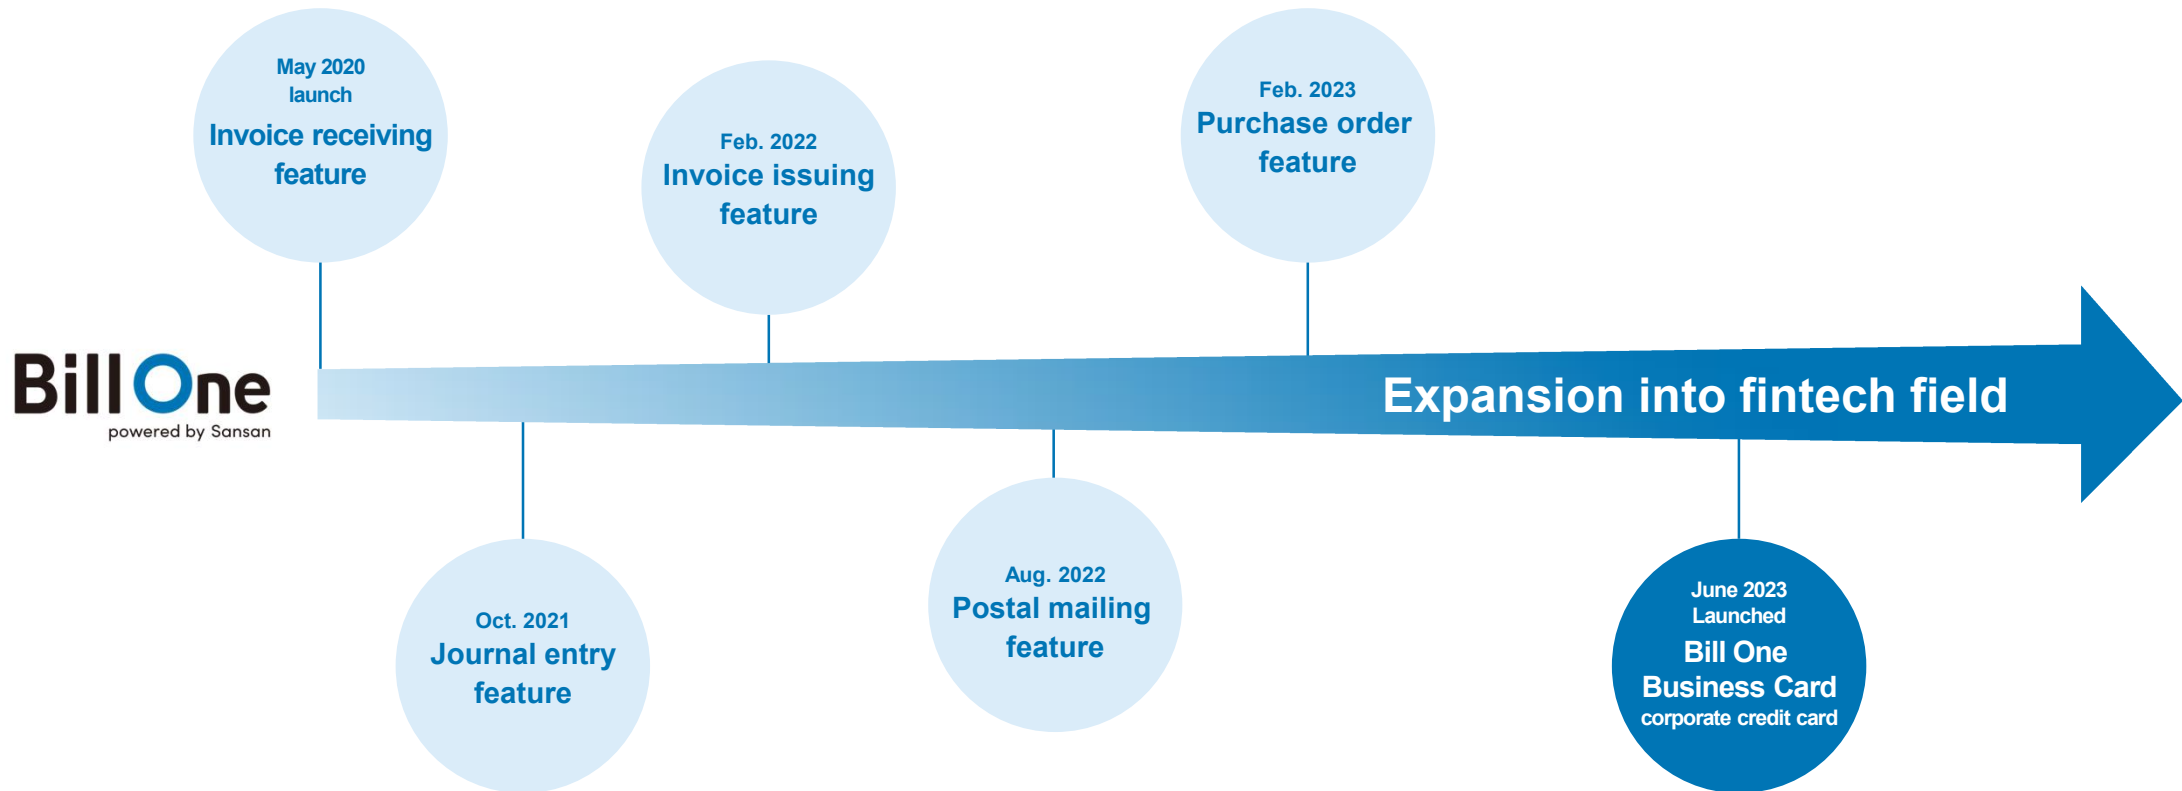 May 2020
launch
Invoice receiving
feature
Feb. 2022
Invoice issuing
feature
Feb. 2023
Purchase order
feature
Bill One
powered by Sansan
Expansion into fintech field
Oct. 2021
Journal entry
feature
Aug. 2022
Postal mailing
feature
June 2023
Launched
Bill One
Business Card
corporate credit card